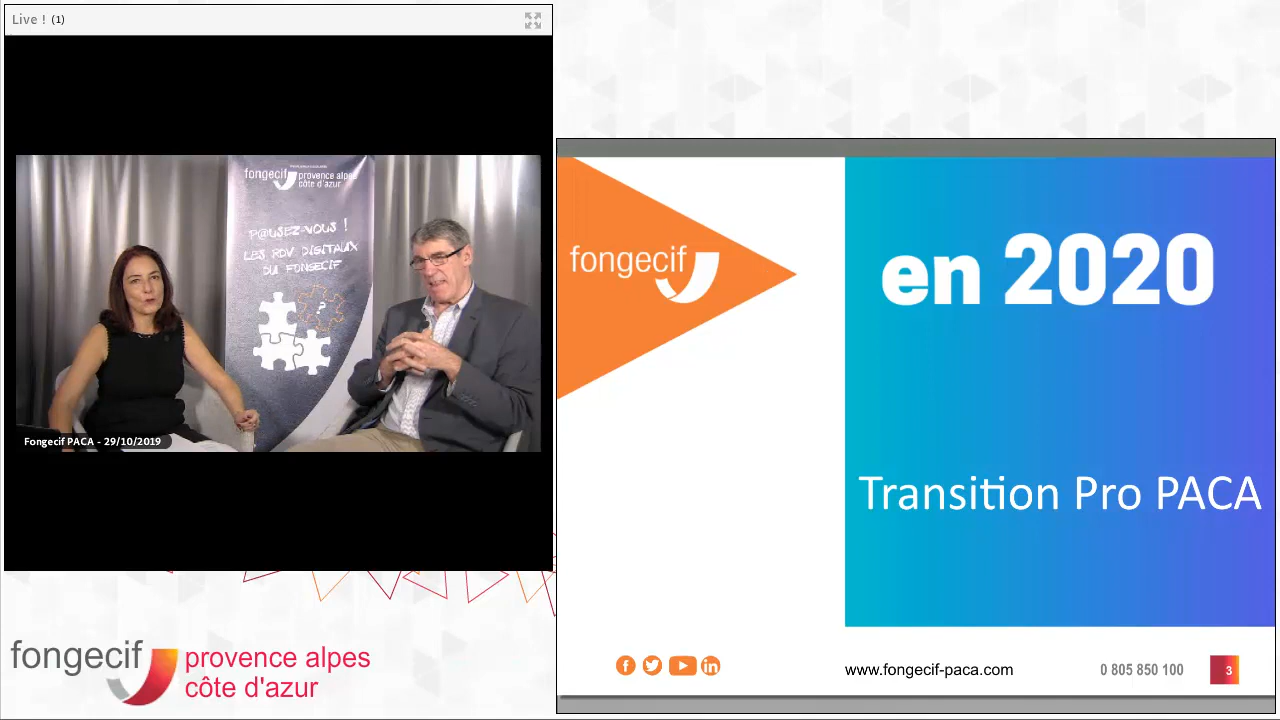 Live ! (1)
fongecif
provence alpes
côte d'azur
P@USEZ-VOUS !
LES RDV DIGITAUX
DU FONGECIF
?
Fongecif PACA - 29/10/2019
fongecif
provence alpes
côte d'azur
fongecif
en 2020
Transition Pro PACA
www.fongecif-paca.com
0 805 850 100
3